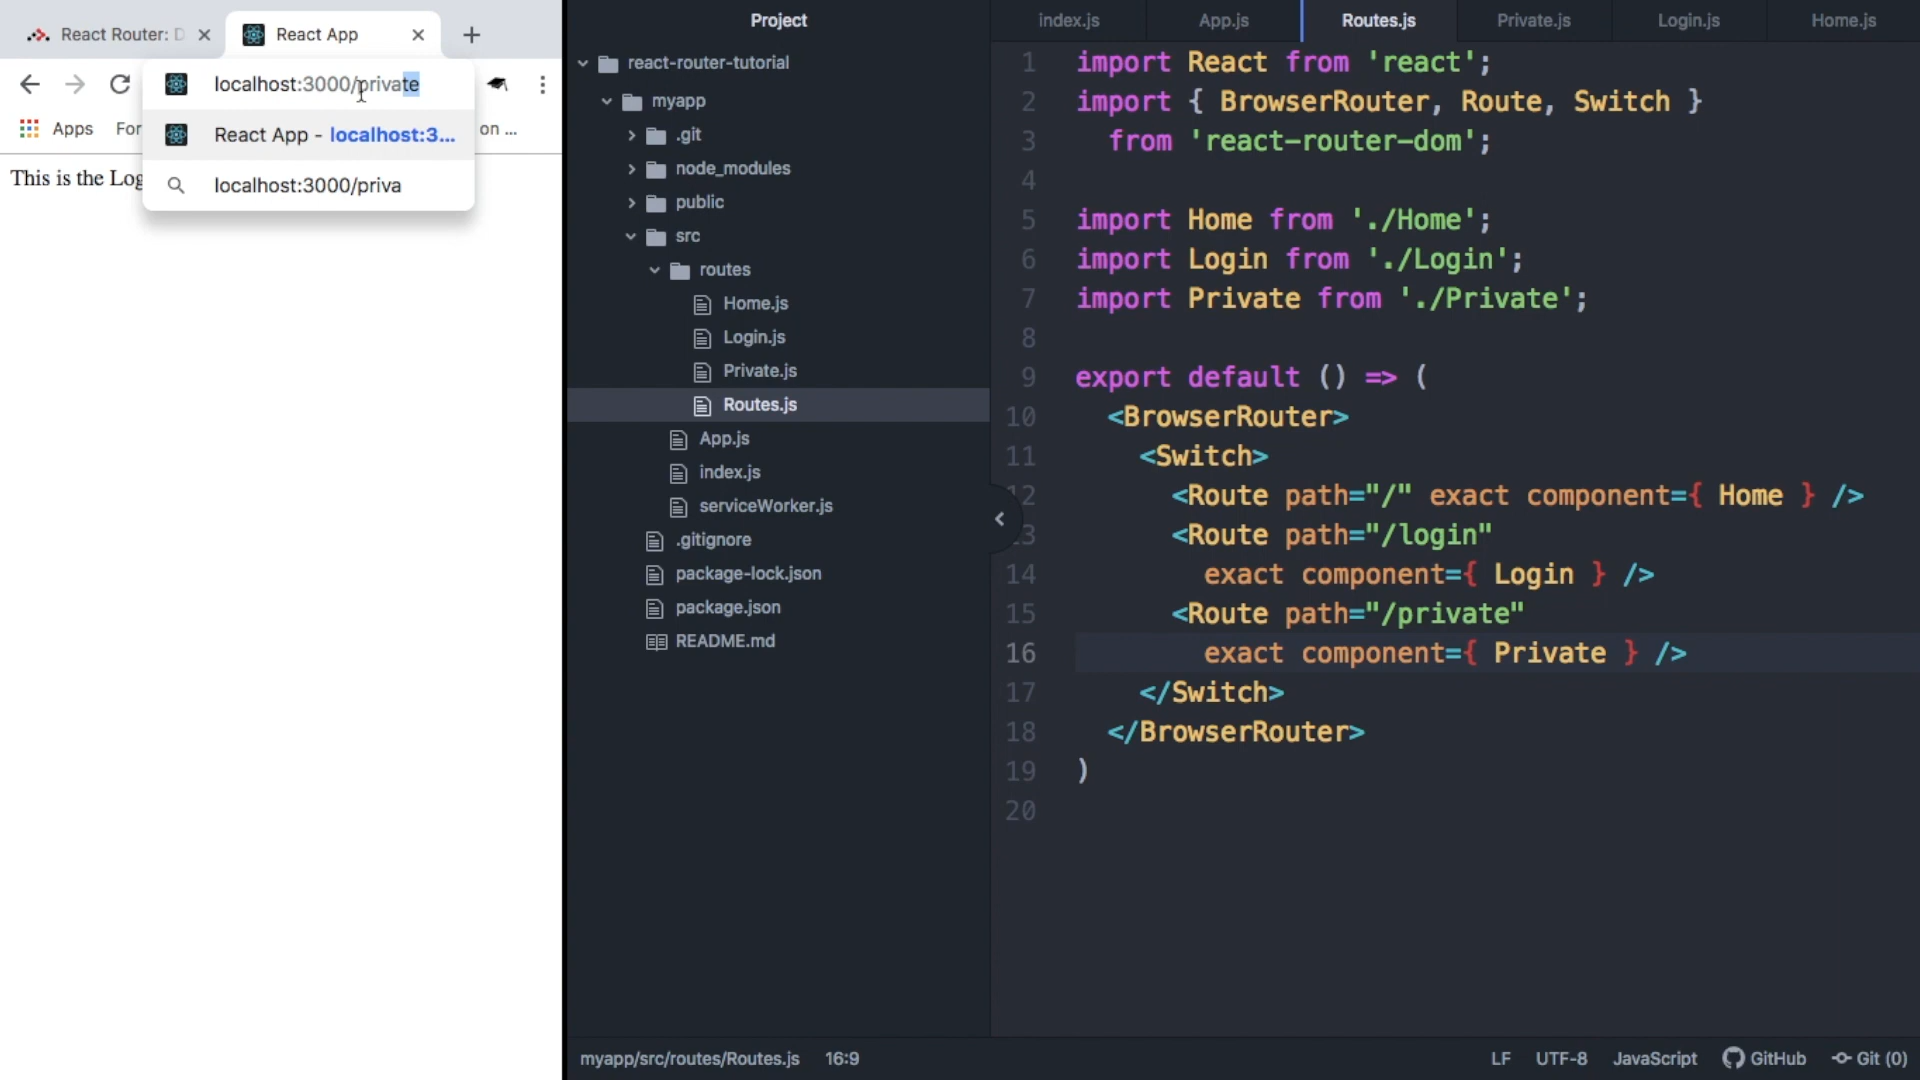 React Router: D
React App
localhost:3000/private
React App - localhost:3...
localhost:3000/priva
Apps
For
on ...
This is the Log
Project
react-router-tutorial
myapp
.git
node_modules
public
src
routes
Home.js
Login.js
Private.js
Routes.js
App.js
index.js
serviceWorker.js
.gitignore
package-lock.json
package.json
README.md
index.js App.js Routes.js Private.js Login.js Home.js
1 import React from 'react';
2 import { BrowserRouter, Route, Switch }
3 from 'react-router-dom';
4
5 import Home from './Home';
6 import Login from './Login';
7 import Private from './Private';
8
9 export default () => (
10 <BrowserRouter>
11 <Switch>
12 <Route path="/" exact component={ Home } />
13 <Route path="/login"
14 exact component={ Login } />
15 <Route path="/private"
16 exact component={ Private } />
17 </Switch>
18 </BrowserRouter>
19 )
20
myapp/src/routes/Routes.js 16:9
LF UTF-8 JavaScript GitHub Git (0)